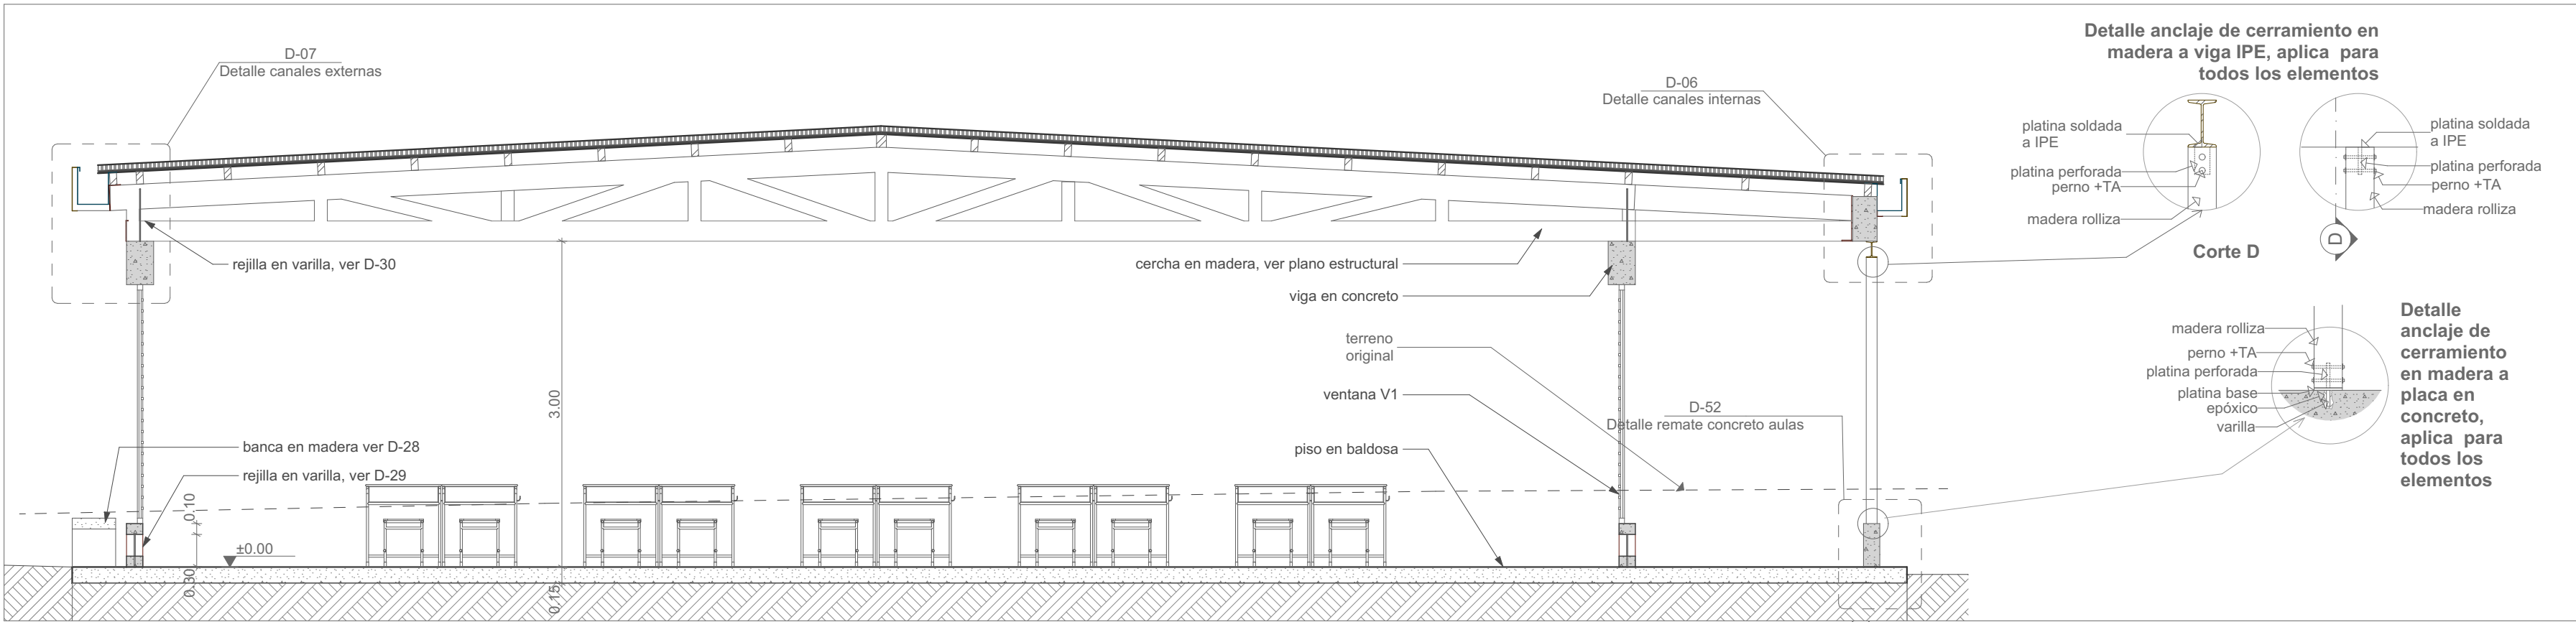 D-07
Detalle canales externas
D-06
Detalle canales internas
Detalle anclaje de cerramiento en
madera a viga IPE, aplica para
todos los elementos
platina soldada
a IPE
platina perforada
perno +TA
madera rolliza
platina soldada
a IPE
platina perforada
perno +TA
madera rolliza
Corte D
D
rejilla en varilla, ver D-30
cercha en madera, ver plano estructural
viga en concreto
terreno
original
ventana V1
D-52
Detalle remate concreto aulas
piso en baldosa
3.00
banca en madera ver D-28
rejilla en varilla, ver D-29
0.10
±0.00
0.30
0.15
Detalle
anclaje de
cerramiento
en madera a
placa en
concreto,
aplica para
todos los
elementos
madera rolliza
perno +TA
platina perforada
platina base
epóxico
varilla